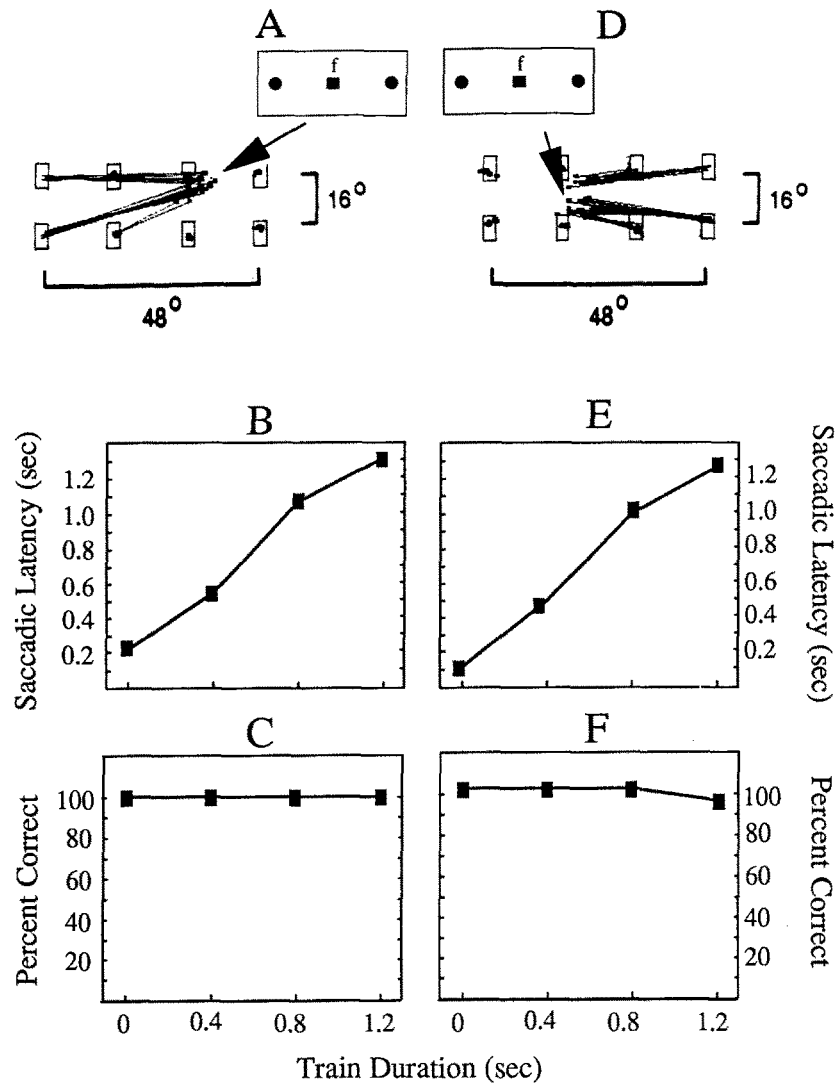 A D
f f
16° 16°
48° 48°
B E
Saccadic Latency (sec)
1.2
1.0
0.8
0.6
0.4
0.2
1.2
1.0
0.8
0.6
0.4
0.2
Saccadic Latency (sec)
C F
Percent Correct
100
80
60
40
20
100
80
60
40
20
Percent Correct
0 0.4 0.8 1.2 0 0.4 0.8 1.2
Train Duration (sec)